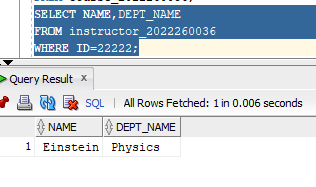 SELECT NAME,DEPT_NAME
FROM instructor_2022260036
WHERE ID=22222;
Query Result x
SQL | All Rows Fetched: 1 in 0.006 seconds
NAME DEPT_NAME
1 Einstein Physics